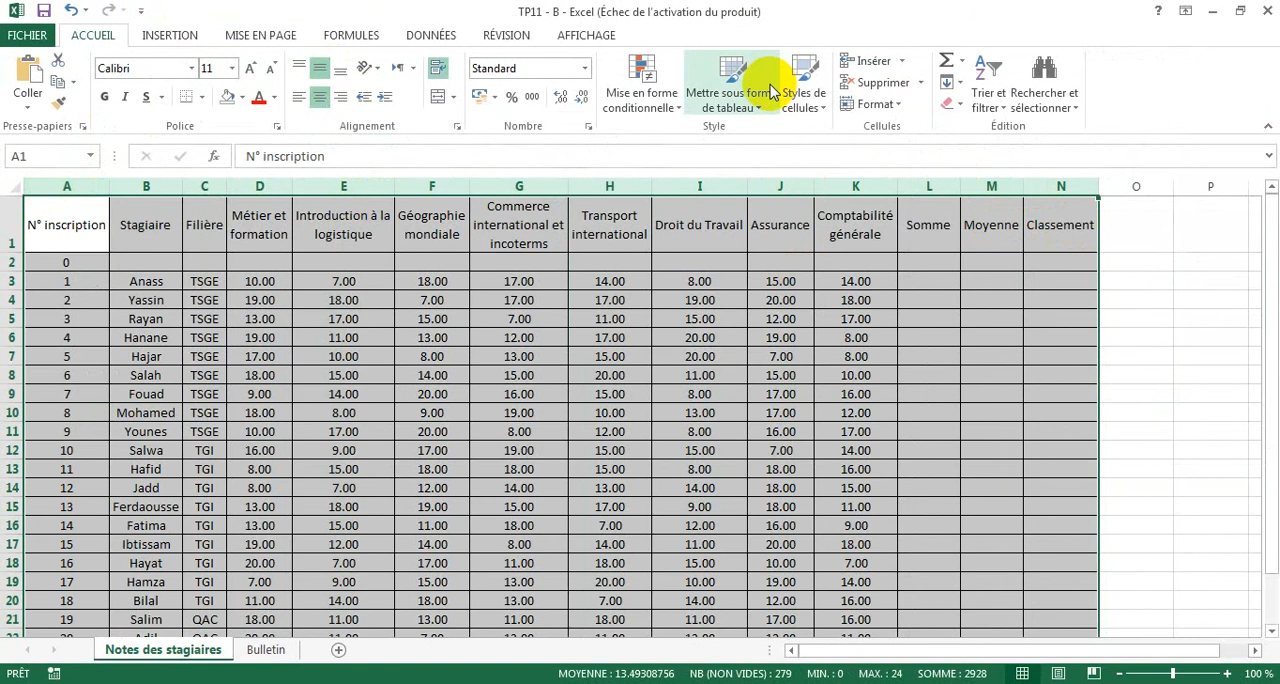 TP11 - B - Excel (Échec de l'activation du produit)
FICHIER ACCUEIL INSERTION MISE EN PAGE FORMULES DONNÉES RÉVISION AFFICHAGE
Coller
Presse-papiers
Calibri 11
G I S
Police
Alignement
Standard
% 000
Nombre
Mise en forme conditionnelle
Mettre sous forme de tableau
Styles de cellules
Style
Insérer
Supprimer
Format
Cellules
Trier et filtrer
Rechercher et sélectionner
Édition
A1 fx N° inscription
A B C D E F G H I J K L M N O P
1 N° inscription Stagiaire Filière Métier et formation Introduction à la logistique Géographie mondiale Commerce international et incoterms Transport international Droit du Travail Assurance Comptabilité générale Somme Moyenne Classement
2 0
3 1 Anass TSGE 10.00 7.00 18.00 17.00 14.00 8.00 15.00 14.00
4 2 Yassin TSGE 19.00 18.00 7.00 17.00 17.00 19.00 20.00 18.00
5 3 Rayan TSGE 13.00 17.00 15.00 7.00 11.00 15.00 12.00 17.00
6 4 Hanane TSGE 19.00 11.00 13.00 12.00 17.00 20.00 19.00 8.00
7 5 Hajar TSGE 17.00 10.00 8.00 13.00 15.00 20.00 7.00 8.00
8 6 Salah TSGE 18.00 15.00 14.00 15.00 20.00 11.00 15.00 10.00
9 7 Fouad TSGE 9.00 14.00 20.00 16.00 15.00 8.00 17.00 16.00
10 8 Mohamed TSGE 18.00 8.00 9.00 19.00 10.00 13.00 17.00 12.00
11 9 Younes TSGE 10.00 17.00 20.00 8.00 12.00 8.00 16.00 17.00
12 10 Salwa TGI 16.00 9.00 17.00 19.00 15.00 15.00 7.00 14.00
13 11 Hafid TGI 8.00 15.00 18.00 18.00 15.00 8.00 18.00 16.00
14 12 Jadd TGI 8.00 7.00 12.00 14.00 13.00 14.00 18.00 15.00
15 13 Ferdaousse TGI 13.00 18.00 19.00 15.00 17.00 9.00 18.00 11.00
16 14 Fatima TGI 13.00 15.00 11.00 18.00 7.00 12.00 16.00 9.00
17 15 Ibtissam TGI 19.00 12.00 14.00 8.00 14.00 11.00 20.00 18.00
18 16 Hayat TGI 20.00 7.00 17.00 11.00 18.00 15.00 10.00 7.00
19 17 Hamza TGI 7.00 9.00 15.00 13.00 20.00 10.00 19.00 14.00
20 18 Bilal TGI 11.00 14.00 18.00 13.00 7.00 14.00 12.00 16.00
21 19 Salim QAC 18.00 11.00 13.00 11.00 18.00 11.00 17.00 16.00
Notes des stagiaires Bulletin
PRÊT MOYENNE : 13.49308756 NB (NON VIDES) : 279 MIN. : 0 MAX. : 24 SOMME : 2928 100 %